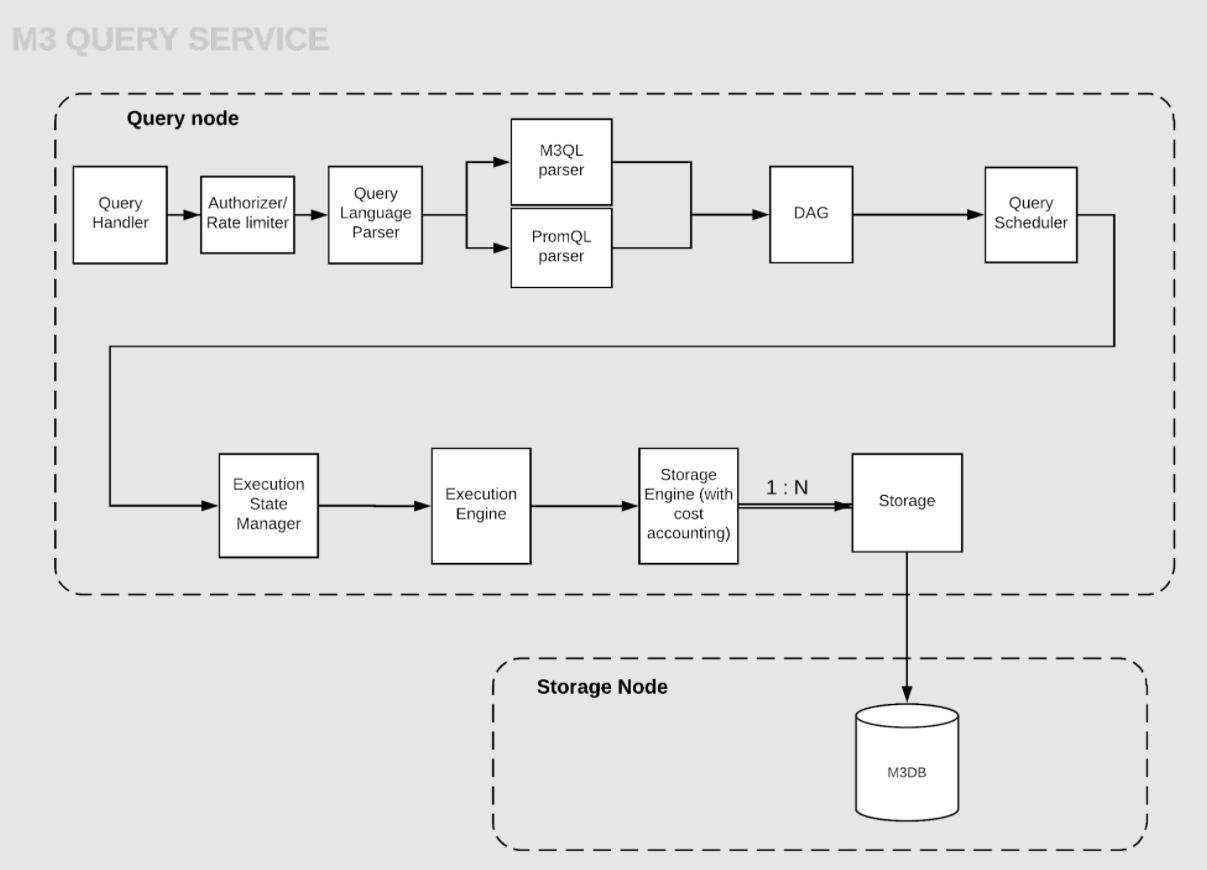 M3 QUERY SERVICE
Query node
Query
Handler
Authorizer/
Rate limiter
Query
Language
Parser
M3QL
parser
PromQL
parser
DAG
Query
Scheduler
Execution
State
Manager
Execution
Engine
Storage
Engine (with
cost
accounting)
1 : N
Storage
Storage Node
M3DB